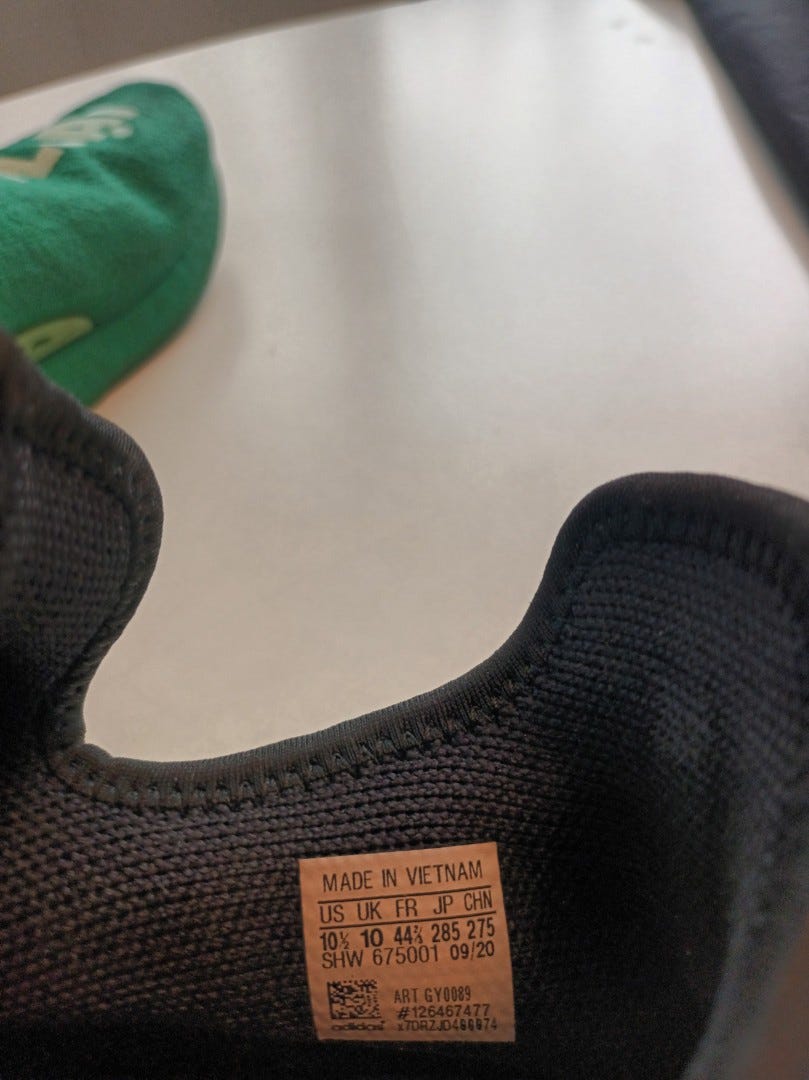 MADE IN VIETNAM
US UK FR JP CHN
10½ 10 44⅔ 285 275
SHW 675001 09/20
ART GY0089
#126467477
adidas